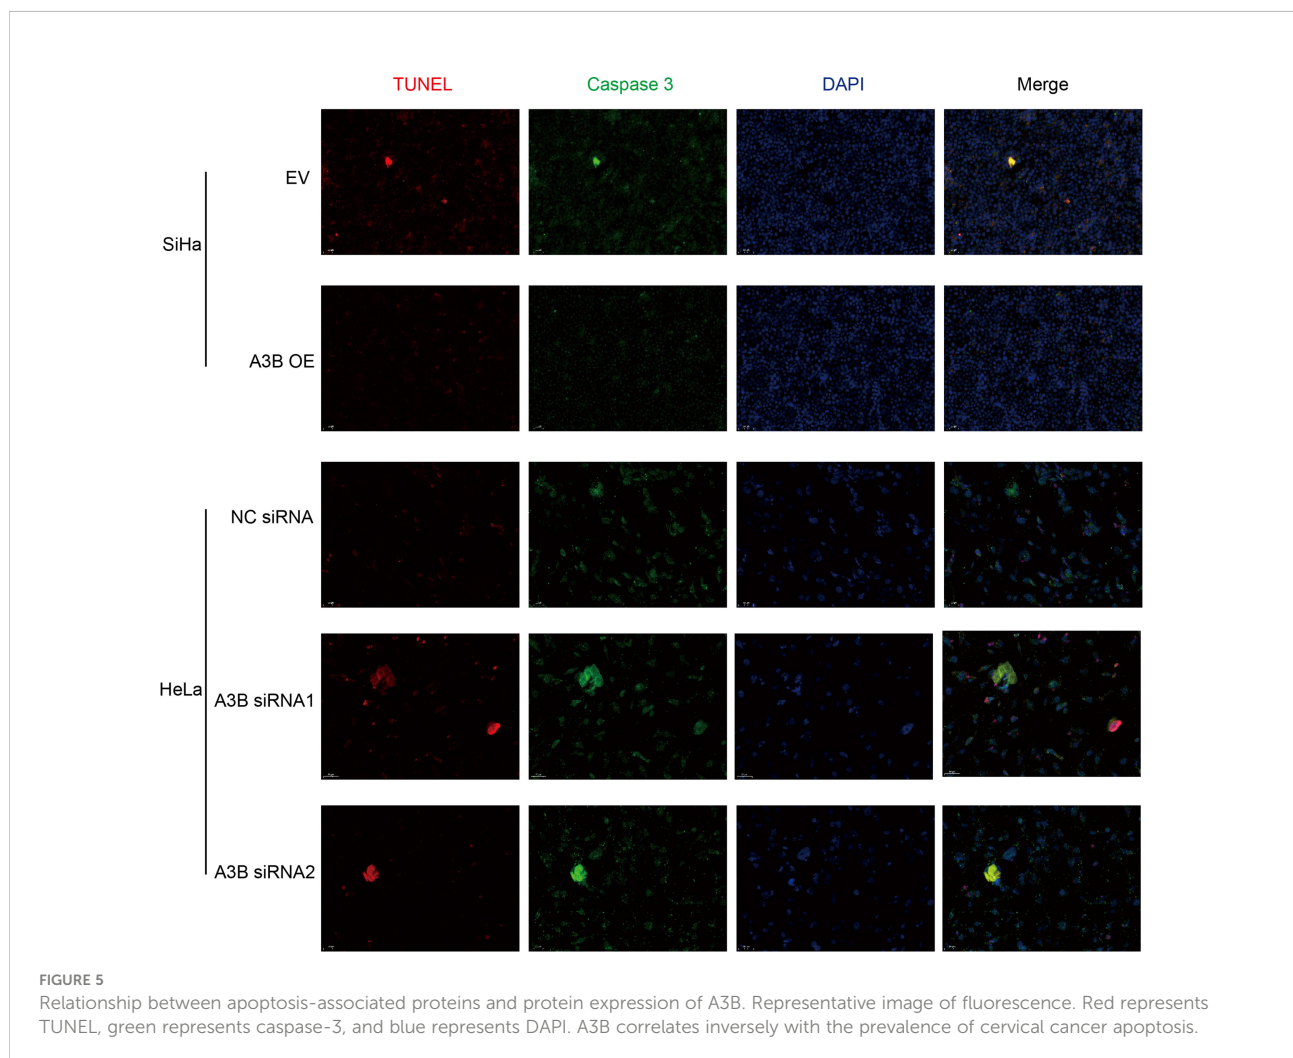 TUNEL Caspase 3 DAPI Merge
EV
SiHa
A3B OE
NC siRNA
HeLa
A3B siRNA1
A3B siRNA2
FIGURE 5
Relationship between apoptosis-associated proteins and protein expression of A3B. Representative image of fluorescence. Red represents
TUNEL, green represents caspase-3, and blue represents DAPI. A3B correlates inversely with the prevalence of cervical cancer apoptosis.